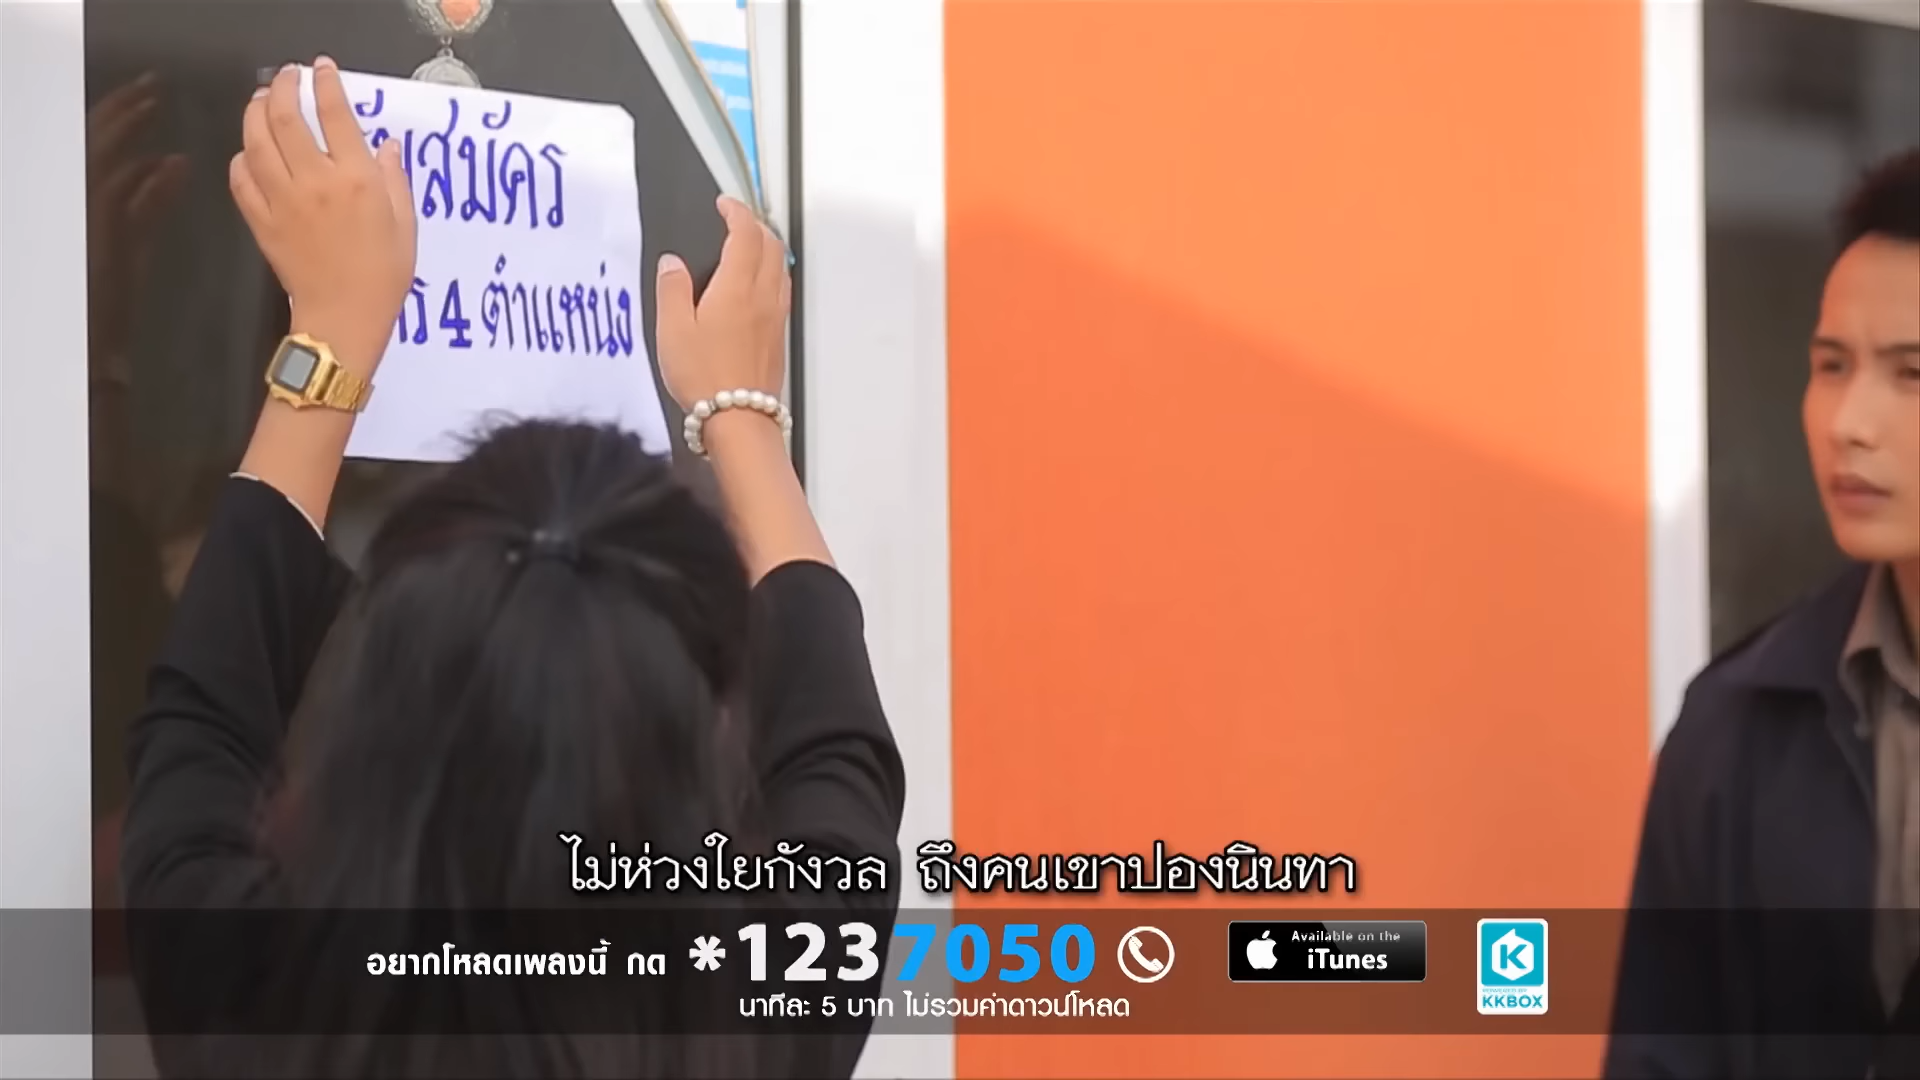 รับสมัคร
4 ตำแหน่ง
ไม่ห่วงใยกังวล ถึงคนเขาปองนินทา
อยากโหลดเพลงนี้ กด *1237050
นาทีละ 5 บาท ไม่รวมค่าดาวน์โหลด
Available on the
iTunes
POWERED BY
KKBOX